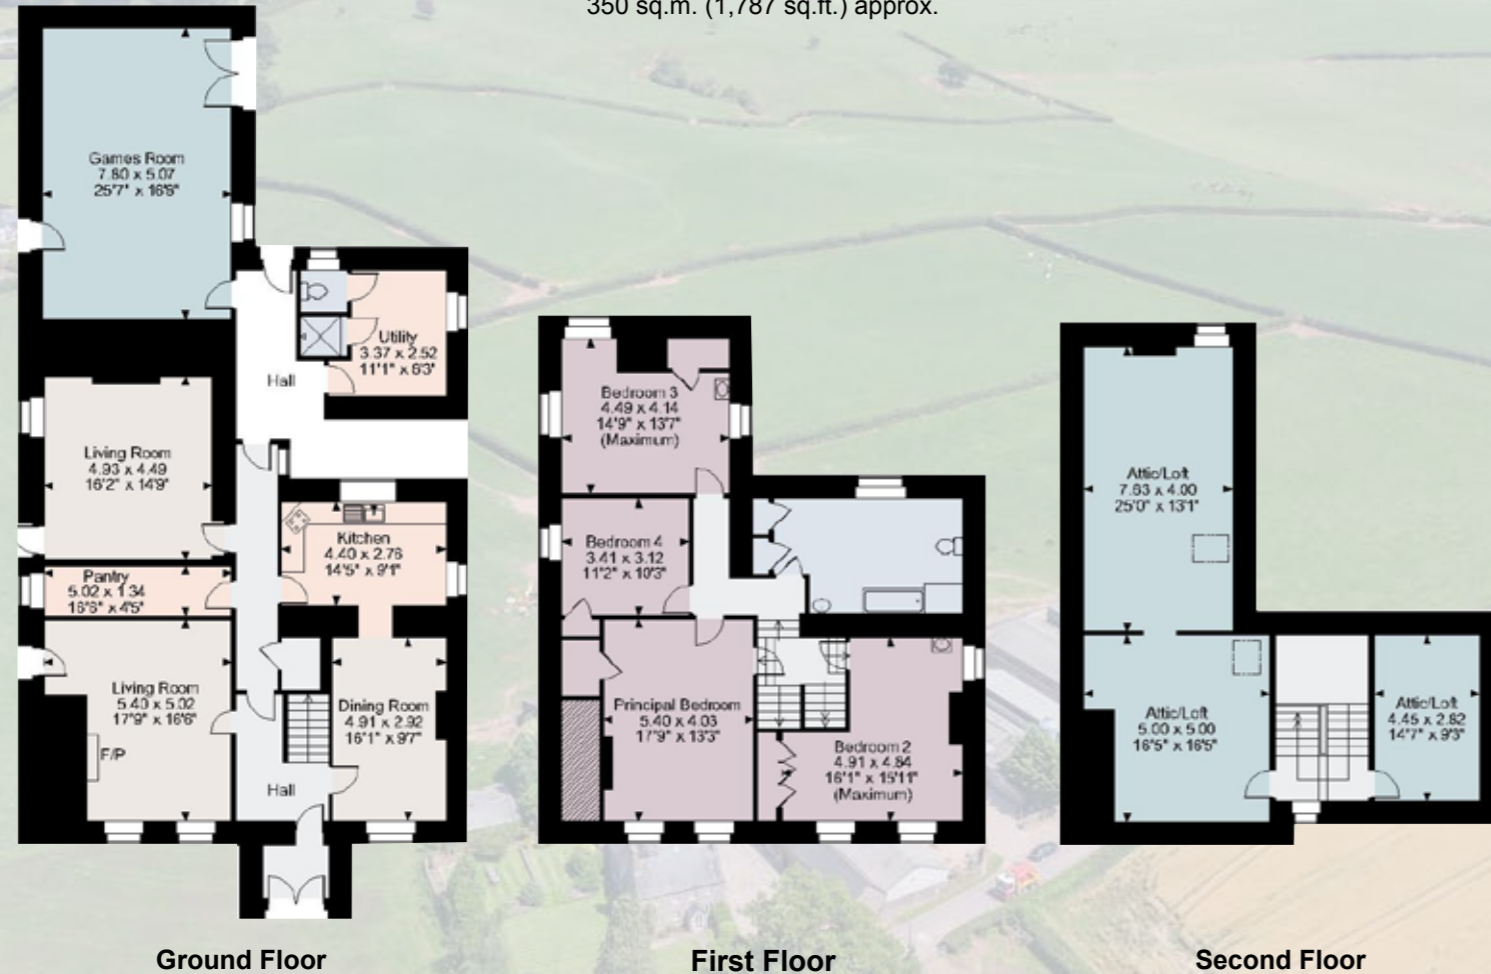 350 sq.m. (1,787 sq.ft.) approx.
Games Room
7.80 x 5.07
25'7" x 16'8"
Utility
3.37 x 2.52
11'1" x 8'3"
Hall
Living Room
4.93 x 4.49
16'2" x 14'9"
Kitchen
4.40 x 2.76
14'5" x 9'1"
Pantry
5.02 x 1.34
16'6" x 4'5"
Living Room
5.40 x 5.02
17'9" x 16'6"
F/P
Dining Room
4.91 x 2.92
16'1" x 9'7"
Hall
Ground Floor
Bedroom 3
4.49 x 4.14
14'9" x 13'7"
(Maximum)
Bedroom 4
3.41 x 3.12
11'2" x 10'3"
Principal Bedroom
5.40 x 4.03
17'9" x 13'3"
Bedroom 2
4.91 x 4.84
16'1" x 15'11"
(Maximum)
First Floor
Attic/Loft
7.63 x 4.00
25'0" x 13'1"
Attic/Loft
5.00 x 5.00
16'5" x 16'5"
Attic/Loft
4.45 x 2.82
14'7" x 9'3"
Second Floor